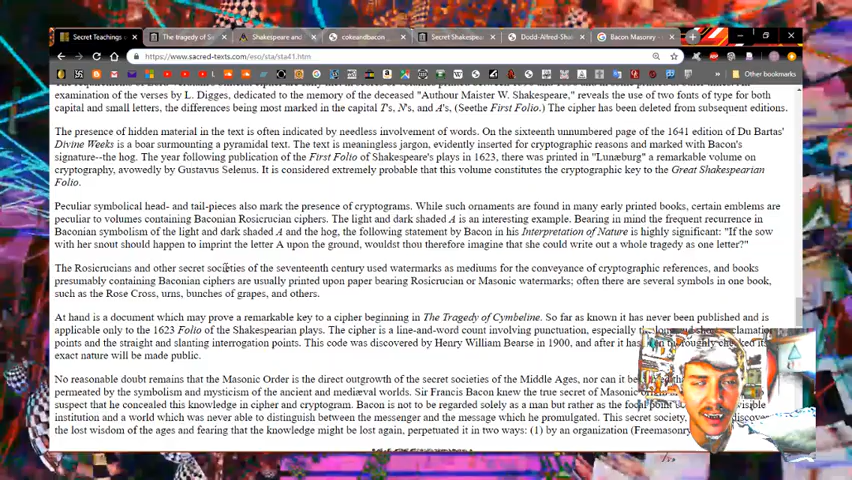 Secret Teachings
The tragedy of S
Shakespeare and
cokeandbacon
Secret Shakespea
Dodd-Alfred-Sha
Bacon Masonry -
https://www.sacred-texts.com/eso/sta/sta41.htm
Other bookmarks
examination of the verses by L. Digges, dedicated to the memory of the deceased "Authour Maister W. Shakespeare," reveals the use of two fonts of type for both
capital and small letters, the differences being most marked in the capital T's, N's, and A's, (Seethe First Folio.) The cipher has been deleted from subsequent editions.
The presence of hidden material in the text is often indicated by needless involvement of words. On the sixteenth unnumbered page of the 1641 edition of Du Bartas'
Divine Weeks is a boar surmounting a pyramidal text. The text is meaningless jargon, evidently inserted for cryptographic reasons and marked with Bacon's
signature--the hog. The year following publication of the First Folio of Shakespeare's plays in 1623, there was printed in "Lunæburg" a remarkable volume on
cryptography, avowedly by Gustavus Selenus. It is considered extremely probable that this volume constitutes the cryptographic key to the Great Shakespearian
Folio.
Peculiar symbolical head- and tail-pieces also mark the presence of cryptograms. While such ornaments are found in many early printed books, certain emblems are
peculiar to volumes containing Baconian Rosicrucian ciphers. The light and dark shaded A is an interesting example. Bearing in mind the frequent recurrence in
Baconian symbolism of the light and dark shaded A and the hog, the following statement by Bacon in his Interpretation of Nature is highly significant: "If the sow
with her snout should happen to imprint the letter A upon the ground, wouldst thou therefore imagine that she could write out a whole tragedy as one letter?"
The Rosicrucians and other secret societies of the seventeenth century used watermarks as mediums for the conveyance of cryptographic references, and books
presumably containing Baconian ciphers are usually printed upon paper bearing Rosicrucian or Masonic watermarks; often there are several symbols in one book,
such as the Rose Cross, urns, bunches of grapes, and others.
At hand is a document which may prove a remarkable key to a cipher beginning in The Tragedy of Cymbeline. So far as known it has never been published and is
applicable only to the 1623 Folio of the Shakespearian plays. The cipher is a line-and-word count involving punctuation, especially
points and the straight and slanting interrogation points. This code was discovered by Henry William Bearse in 1900, and after it has been thoroughly checked its
exact nature will be made public.
No reasonable doubt remains that the Masonic Order is the direct outgrowth of the secret societies of the Middle Ages, nor can it be
permeated by the symbolism and mysticism of the ancient and mediæval worlds. Sir Francis Bacon knew the true secret of Masonic
suspect that he concealed this knowledge in cipher and cryptogram. Bacon is not to be regarded solely as a man but rather as the focal point
institution and a world which was never able to distinguish between the messenger and the message which he promulgated. This secret society,
the lost wisdom of the ages and fearing that the knowledge might be lost again, perpetuated it in two ways: (1) by an organization (Freemasonry